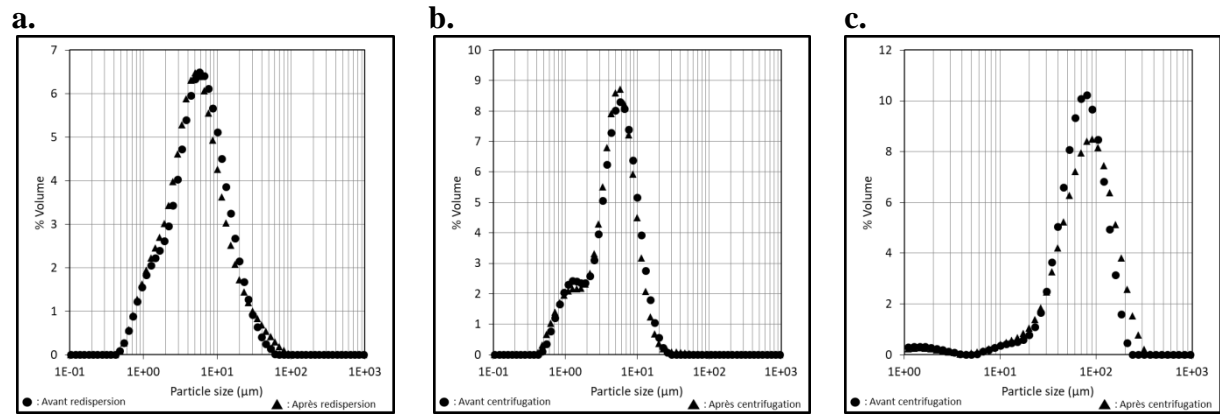 a.
7
6
5
4
3
2
1
0
% Volume
1E-01 1E+00 1E+01 1E+02 1E+03
Particle size (µm)
● : Avant redispersion ▲ : Après redispersion
b.
10
9
8
7
6
5
4
3
2
1
0
% Volume
1E-01 1E+00 1E+01 1E+02 1E+03
Particle size (µm)
● : Avant centrifugation ▲ : Après centrifugation
c.
12
10
8
6
4
2
0
% Volume
1E+00 1E+01 1E+02 1E+03
Particle size (µm)
● : Avant centrifugation ▲ : Après centrifugation